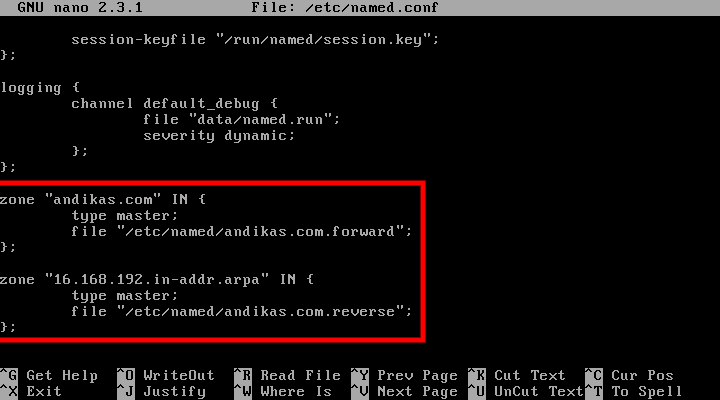 GNU nano 2.3.1 File: /etc/named.conf
session-keyfile "/run/named/session.key";
};
logging {
channel default_debug {
file "data/named.run";
severity dynamic;
};
};
zone "andikas.com" IN {
type master;
file "/etc/named/andikas.com.forward";
};
zone "16.168.192.in-addr.arpa" IN {
type master;
file "/etc/named/andikas.com.reverse";
};
^G Get Help ^O WriteOut ^R Read File ^Y Prev Page ^K Cut Text ^C Cur Pos
^X Exit ^J Justify ^W Where Is ^V Next Page ^U UnCut Text ^T To Spell